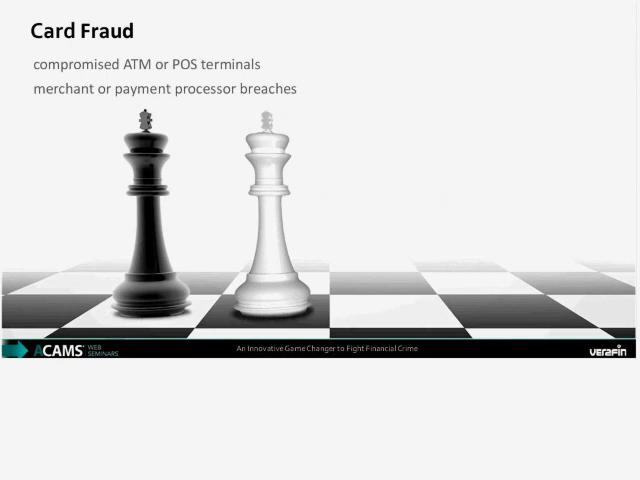 Card Fraud
compromised ATM or POS terminals
merchant or payment processor breaches
ACAMS WEB
SEMINARS
An Innovative Game Changer to Fight Financial Crime
verafin